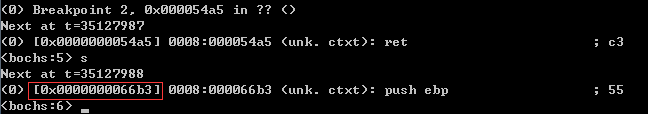 (0) Breakpoint 2, 0x000054a5 in ?? ()
Next at t=35127987
(0) [0x0000000054a5] 0008:000054a5 (unk. ctxt): ret ; c3
<bochs:5> s
Next at t=35127988
(0) [0x0000000066b3] 0008:000066b3 (unk. ctxt): push ebp ; 55
<bochs:6> _